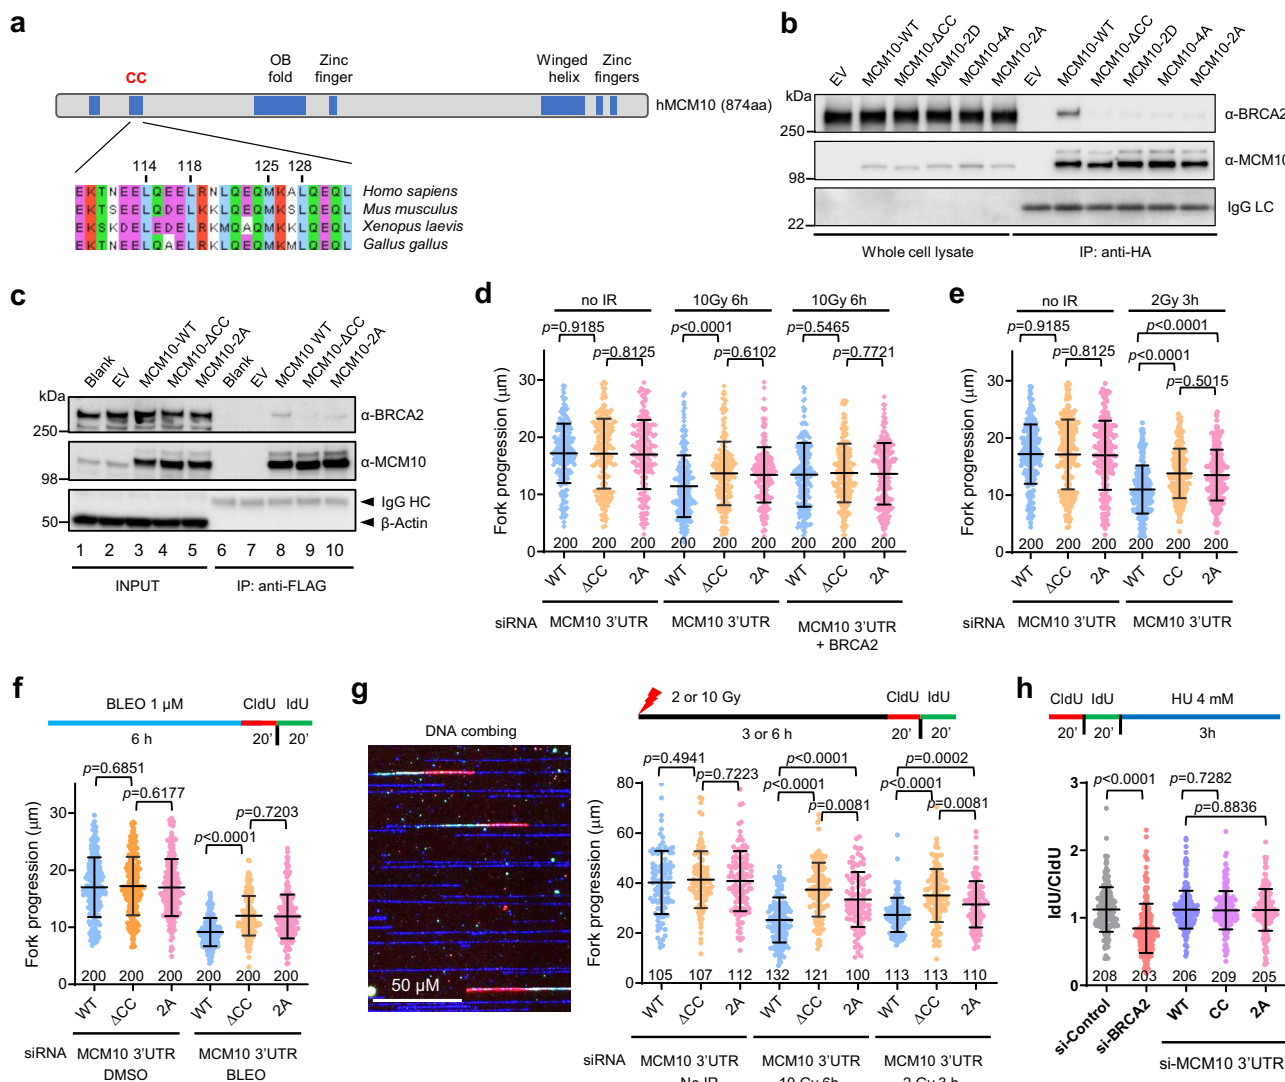 a
CC
OB fold
Zinc finger
Winged helix
Zinc fingers
hMCM10 (874aa)
114 118 125 128
EKTNEELQEELRNLQEQMKALQEQL Homo sapiens
EKTSEELQEELKKLQEQMKSLQEQL Mus musculus
EKSKDELEDELRKMQAQMKKLQEQL Xenopus laevis
EKTNEELQAELRKLQEQMKMLQEQL Gallus gallus
b
EV MCM10-WT MCM10-ΔCC MCM10-2D MCM10-4A MCM10-2A EV MCM10-WT MCM10-ΔCC MCM10-2D MCM10-4A MCM10-2A
kDa
250
α-BRCA2
98
α-MCM10
22
IgG LC
Whole cell lysate
IP: anti-HA
c
Blank EV MCM10-WT MCM10-ΔCC MCM10-2A Blank EV MCM10 WT MCM10-ΔCC MCM10-2A
kDa
250
α-BRCA2
98
α-MCM10
IgG HC
50
β-Actin
1 2 3 4 5 6 7 8 9 10
INPUT
IP: anti-FLAG
d
no IR 10Gy 6h 10Gy 6h
p=0.9185 p<0.0001 p=0.5465
p=0.8125 p=0.6102 p=0.7721
Fork progression (μm)
30
20
10
0
200 200 200 200 200 200 200 200 200
WT ΔCC 2A WT ΔCC 2A WT ΔCC 2A
siRNA MCM10 3’UTR MCM10 3’UTR MCM10 3’UTR
+ BRCA2
e
no IR 2Gy 3h
p<0.0001
p=0.9185
p=0.8125 p<0.0001
p=0.5015
Fork progression (μm)
30
20
10
0
200 200 200 200 200 200
WT ΔCC 2A WT CC 2A
siRNA MCM10 3’UTR MCM10 3’UTR
f
BLEO 1 μM CldU IdU
6 h 20’ 20’
p=0.6851
p=0.6177
p<0.0001
p=0.7203
Fork progression (μm)
30
20
10
0
200 200 200 200 200 200
WT ΔCC 2A WT ΔCC 2A
siRNA MCM10 3’UTR MCM10 3’UTR
DMSO BLEO
g
DNA combing
50 μM
2 or 10 Gy CldU IdU
3 or 6 h 20’ 20’
p=0.4941 p<0.0001 p=0.0002
p=0.7223 p<0.0001 p<0.0001
p=0.0081 p=0.0081
Fork progression (μm)
80
60
40
20
0
105 107 112 132 121 100 113 113 110
WT ΔCC 2A WT ΔCC 2A WT ΔCC 2A
siRNA MCM10 3’UTR MCM10 3’UTR MCM10 3’UTR
No IR 10 Gy 6h 2 Gy 3 h
h
CldU IdU HU 4 mM
20’ 20’ 3h
p<0.0001 p=0.7282
p=0.8836
IdU/CldU
3
2
1
0
208 203 206 209 205
si-Control si-BRCA2 WT CC 2A
si-MCM10 3’UTR